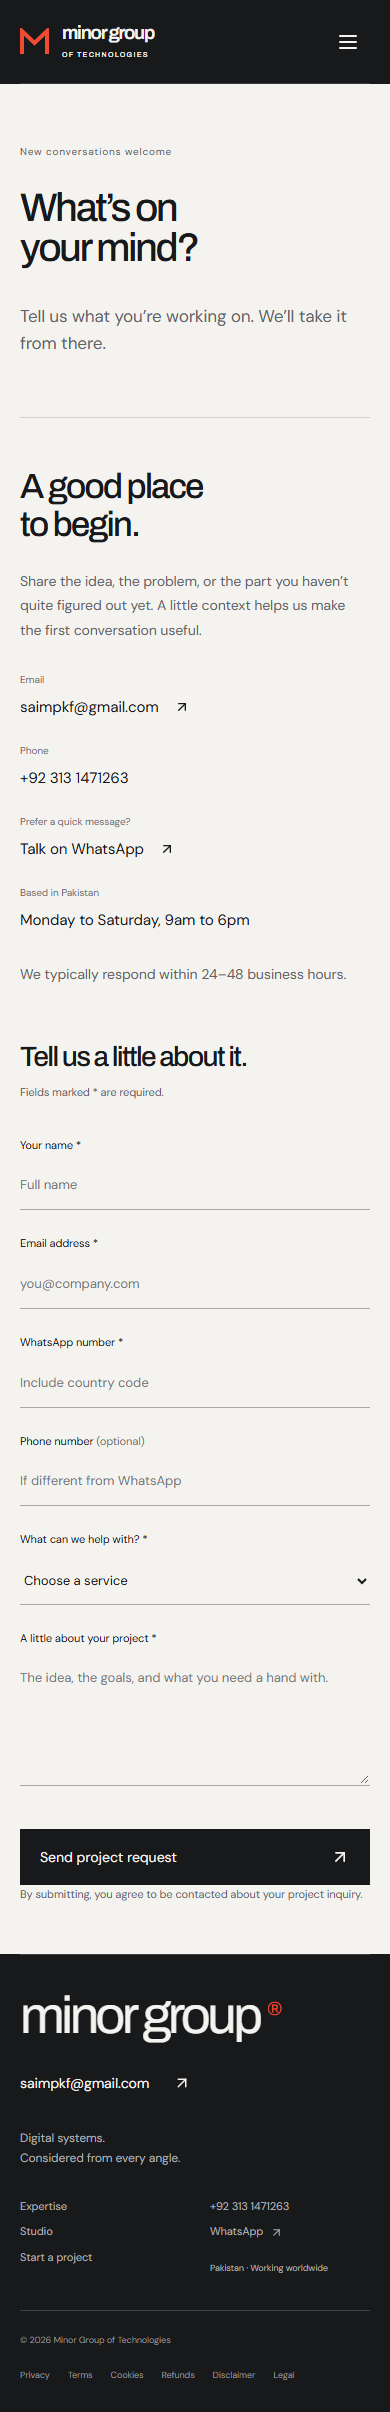 minor group
OF TECHNOLOGIES
New conversations welcome
What’s on
your mind?
Tell us what you’re working on. We’ll take it
from there.
A good place
to begin.
Share the idea, the problem, or the part you haven’t
quite figured out yet. A little context helps us make
the first conversation useful.
Email
saimpkf@gmail.com
Phone
+92 313 1471263
Prefer a quick message?
Talk on WhatsApp
Based in Pakistan
Monday to Saturday, 9am to 6pm
We typically respond within 24–48 business hours.
Tell us a little about it.
Fields marked * are required.
Your name *
Full name
Email address *
you@company.com
WhatsApp number *
Include country code
Phone number (optional)
If different from WhatsApp
What can we help with? *
Choose a service
A little about your project *
The idea, the goals, and what you need a hand with.
Send project request
By submitting, you agree to be contacted about your project inquiry.
minor group ®
saimpkf@gmail.com
Digital systems.
Considered from every angle.
Expertise
Studio
Start a project
+92 313 1471263
WhatsApp
Pakistan · Working worldwide
© 2026 Minor Group of Technologies
Privacy Terms Cookies Refunds Disclaimer Legal